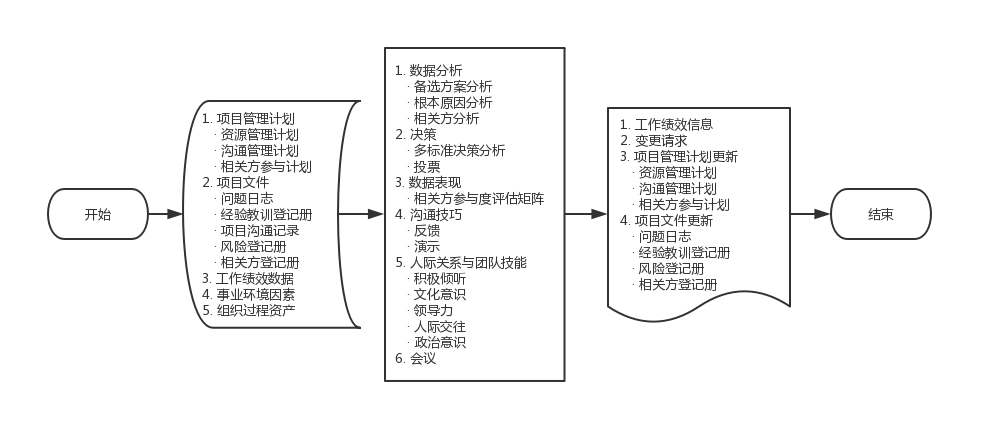 开始
1. 项目管理计划
· 资源管理计划
· 沟通管理计划
· 相关方参与计划
2. 项目文件
· 问题日志
· 经验教训登记册
· 项目沟通记录
· 风险登记册
· 相关方登记册
3. 工作绩效数据
4. 事业环境因素
5. 组织过程资产
1. 数据分析
· 备选方案分析
· 根本原因分析
· 相关方分析
2. 决策
· 多标准决策分析
· 投票
3. 数据表现
· 相关方参与度评估矩阵
4. 沟通技巧
· 反馈
· 演示
5. 人际关系与团队技能
· 积极倾听
· 文化意识
· 领导力
· 人际交往
· 政治意识
6. 会议
1. 工作绩效信息
2. 变更请求
3. 项目管理计划更新
· 资源管理计划
· 沟通管理计划
· 相关方参与计划
4. 项目文件更新
· 问题日志
· 经验教训登记册
· 风险登记册
· 相关方登记册
结束